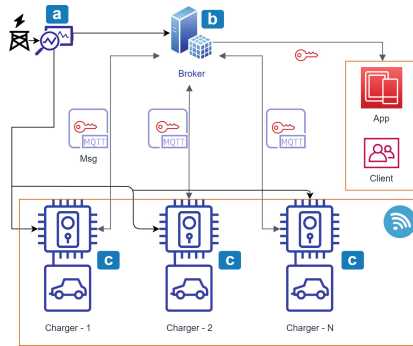 a
b
Broker
App
MQTT
MQTT
MQTT
Msg
Client
c
c
c
Charger - 1
Charger - 2
Charger - N